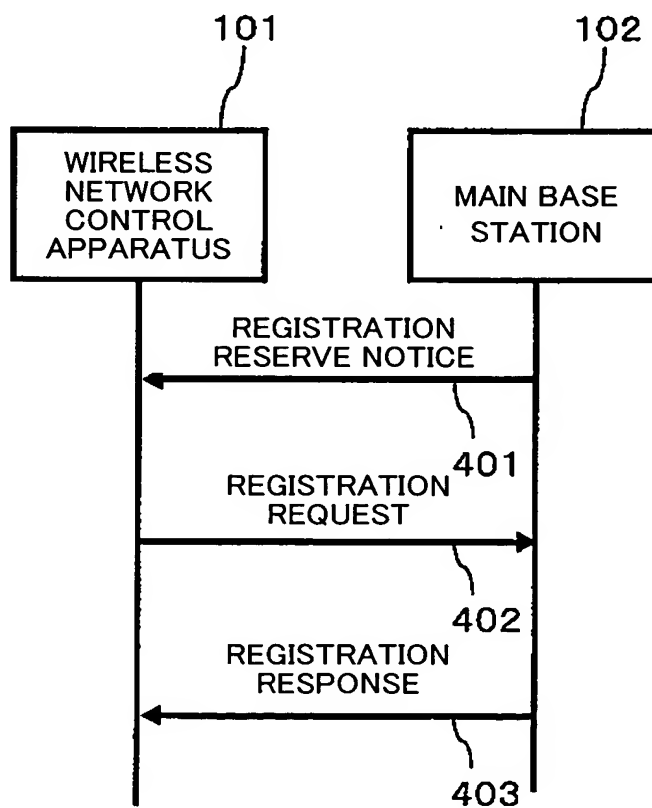 101
102
WIRELESS
NETWORK
CONTROL
APPARATUS
MAIN BASE
STATION
REGISTRATION
RESERVE NOTICE
401
REGISTRATION
REQUEST
402
REGISTRATION
RESPONSE
403